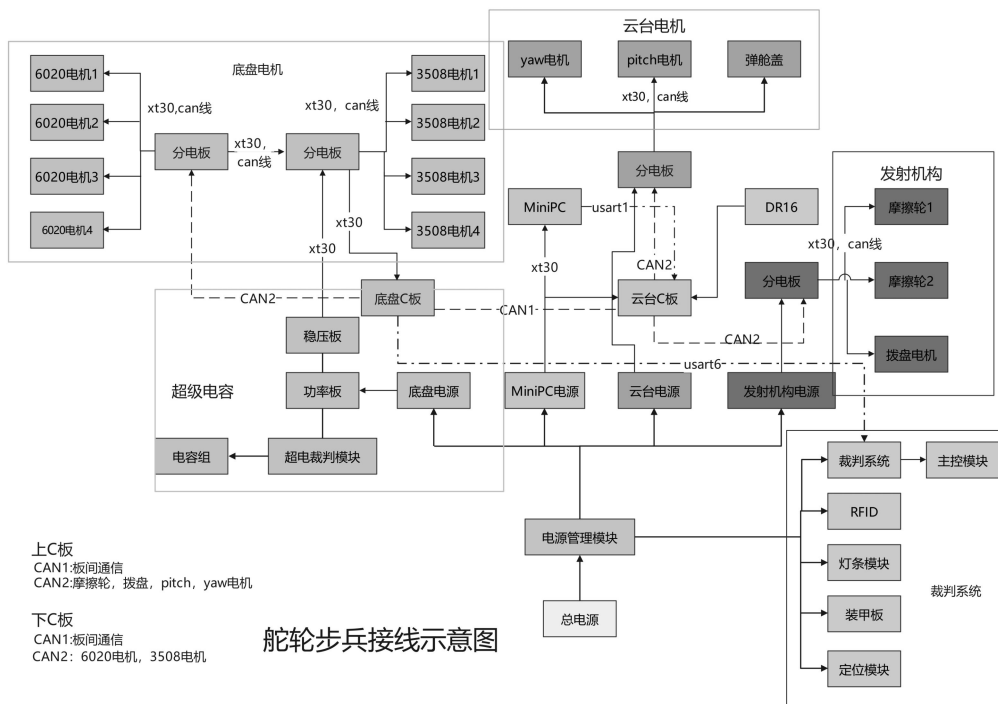 云台电机
yaw电机
pitch电机
弹舱盖
xt30，can线
底盘电机
6020电机1
6020电机2
6020电机3
6020电机4
xt30,can线
分电板
xt30，
can线
分电板
xt30，can线
3508电机1
3508电机2
3508电机3
3508电机4
xt30
xt30
分电板
MiniPC
usart1
DR16
xt30
CAN2
发射机构
摩擦轮1
xt30，can线
分电板
摩擦轮2
拨盘电机
CAN2
底盘C板
CAN1
云台C板
CAN2
usart6
超级电容
稳压板
功率板
底盘电源
MiniPC电源
云台电源
发射机构电源
电容组
超电裁判模块
裁判系统
主控模块
RFID
灯条模块
装甲板
定位模块
裁判系统
电源管理模块
总电源
上C板
CAN1:板间通信
CAN2:摩擦轮，拨盘，pitch，yaw电机
下C板
CAN1:板间通信
CAN2：6020电机，3508电机
舵轮步兵接线示意图